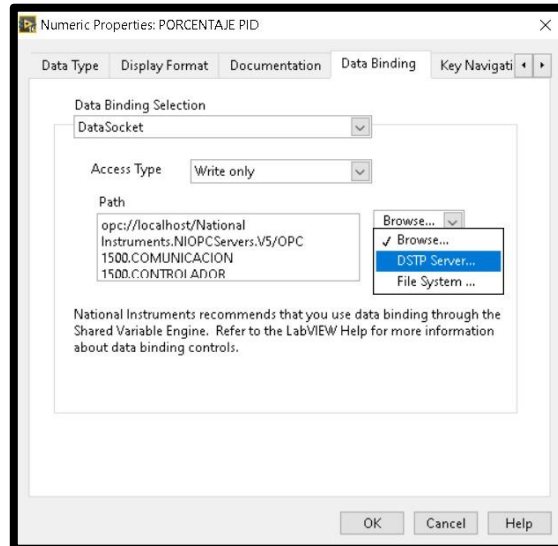 Numeric Properties: PORCENTAJE PID
Data Type
Display Format
Documentation
Data Binding
Key Navigati
Data Binding Selection
DataSocket
Access Type
Write only
Path
opc://localhost/National
Instruments.NIOPCServers.V5/OPC
1500.COMUNICACION
1500.CONTROLADOR
Browse...
✓ Browse...
DSTP Server...
File System ...
National Instruments recommends that you use data binding through the
Shared Variable Engine. Refer to the LabVIEW Help for more information
about data binding controls.
OK
Cancel
Help